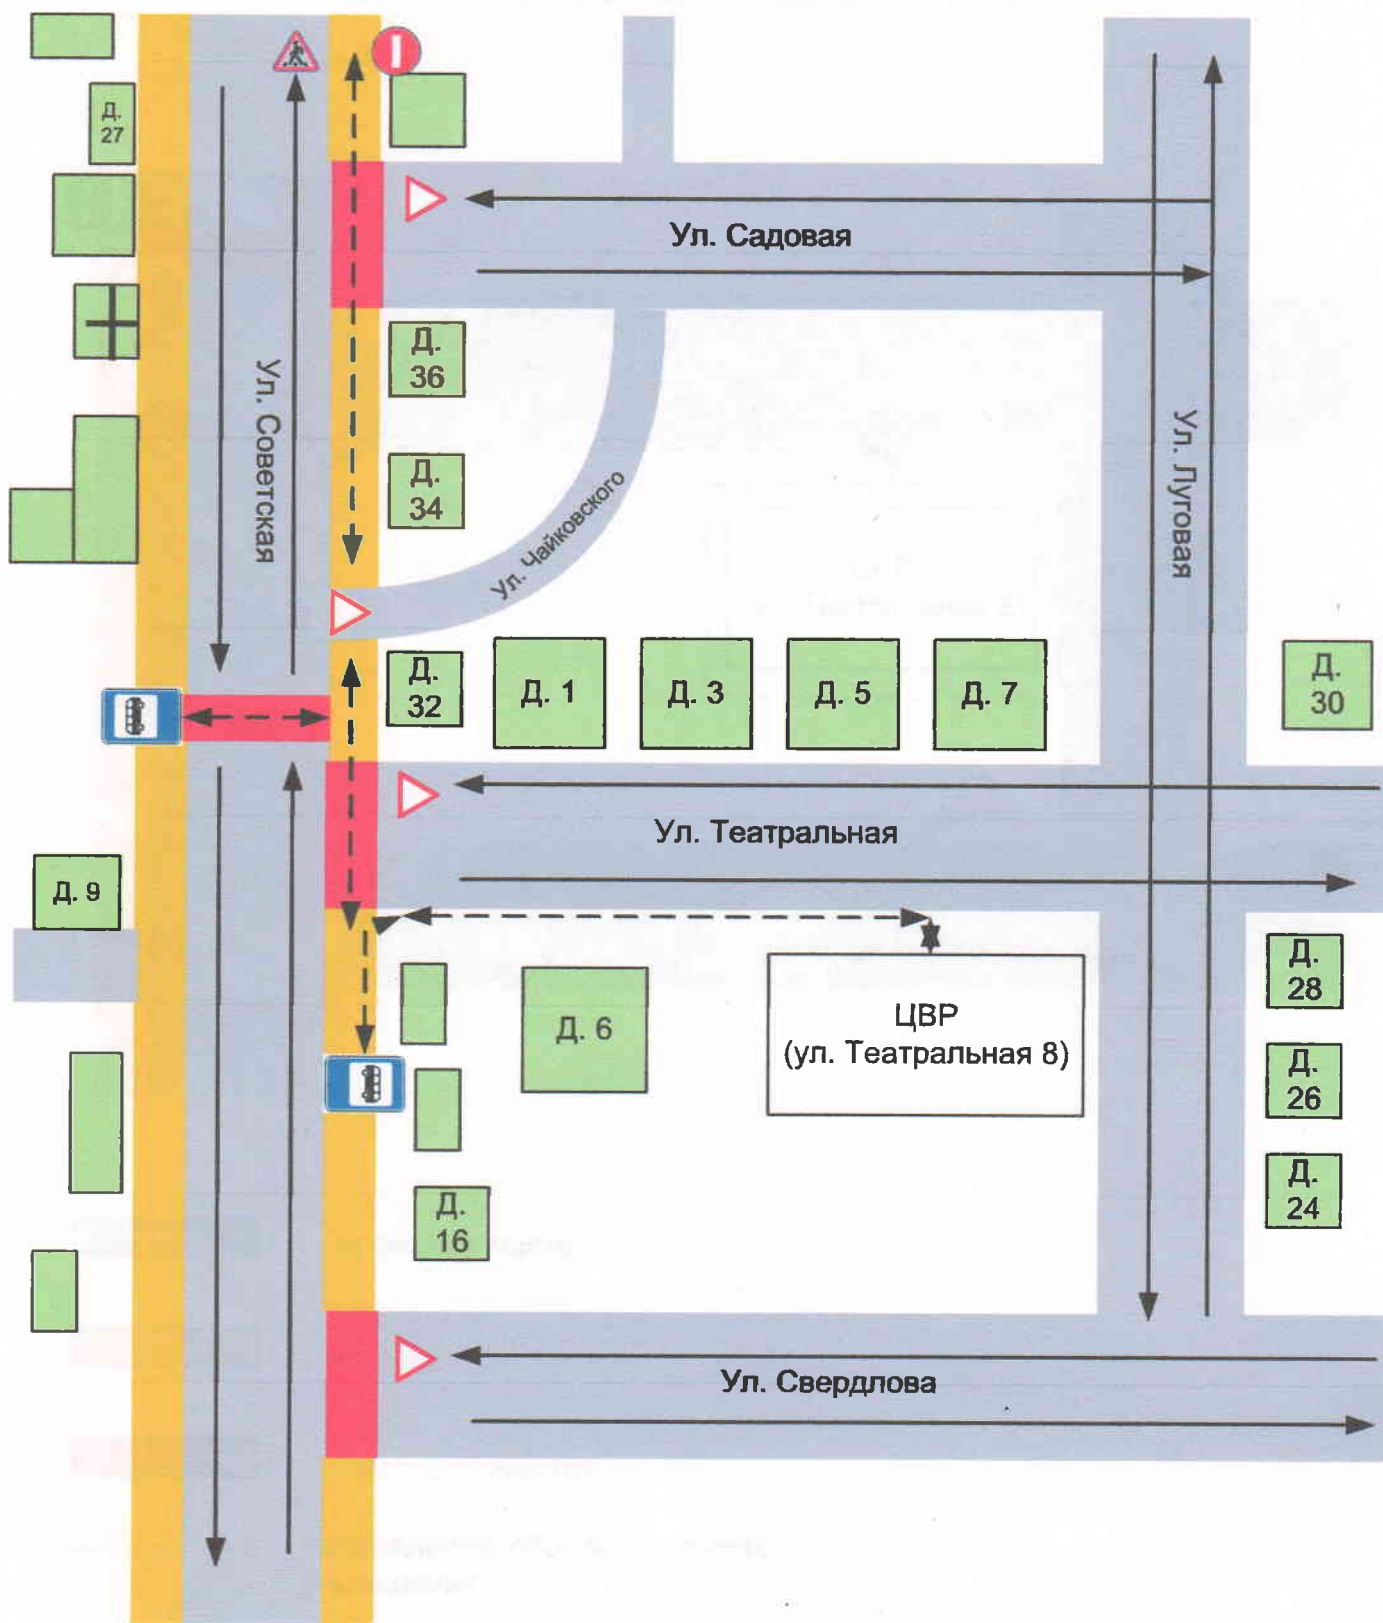 Д.
27
Ул. Садовая
Д.
36
Ул. Советская
Д.
34
Ул. Чайковского
Ул. Луговая
Д.
32
Д. 1
Д. 3
Д. 5
Д. 7
Д.
30
Ул. Театральная
Д. 9
Д.
28
Д. 6
ЦВР
(ул. Театральная 8)
Д.
26
Д.
24
Д.
16
Ул. Свердлова